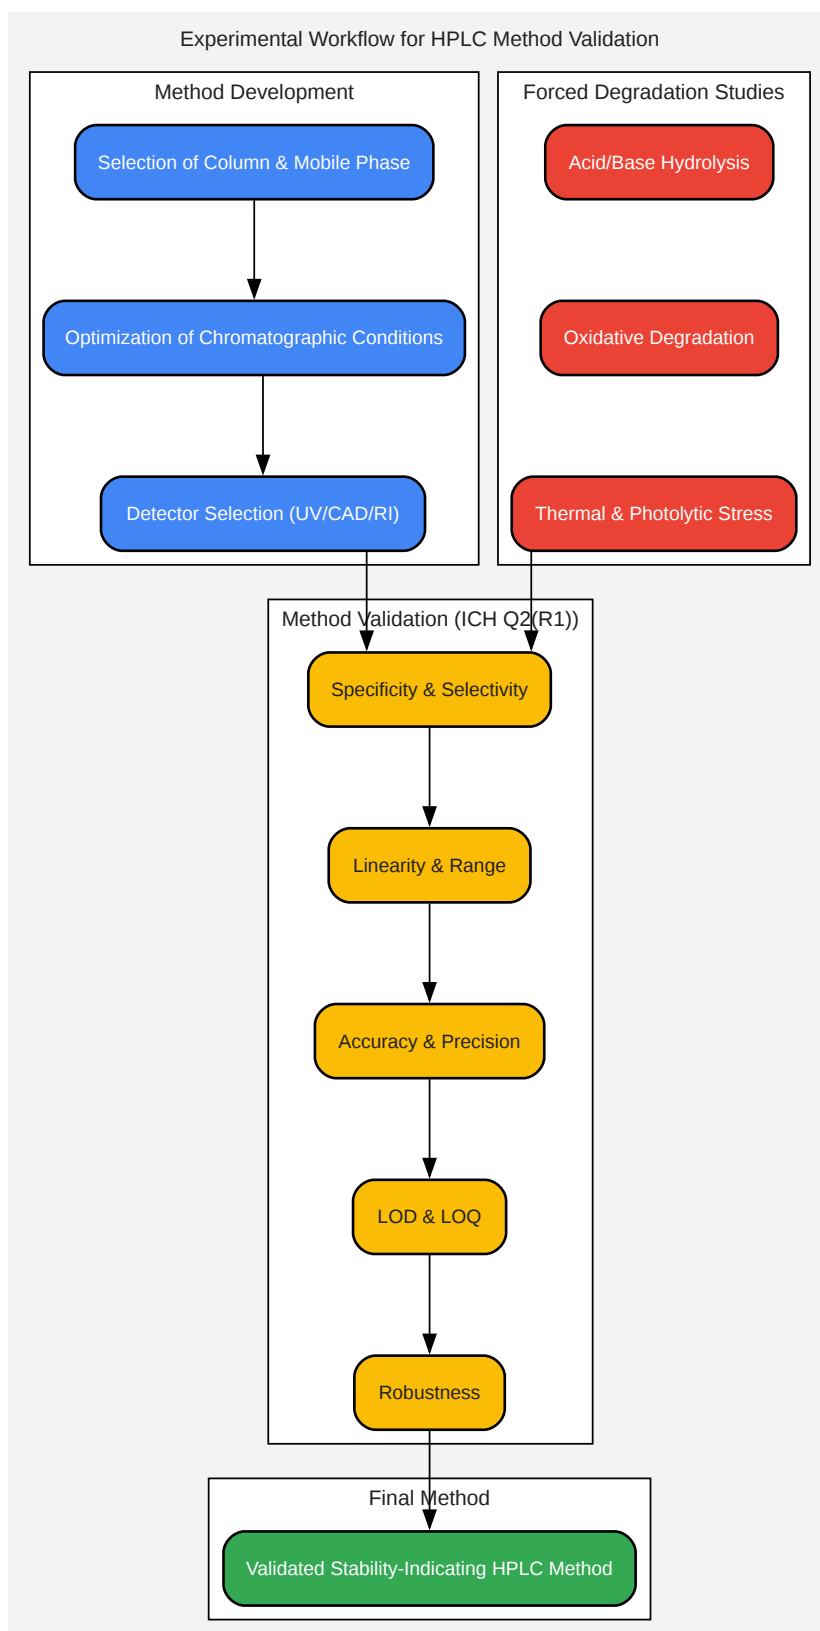 Experimental Workflow for HPLC Method Validation
Method Development
Selection of Column & Mobile Phase
Optimization of Chromatographic Conditions
Detector Selection (UV/CAD/RI)
Forced Degradation Studies
Acid/Base Hydrolysis
Oxidative Degradation
Thermal & Photolytic Stress
Method Validation (ICH Q2(R1))
Specificity & Selectivity
Linearity & Range
Accuracy & Precision
LOD & LOQ
Robustness
Final Method
Validated Stability-Indicating HPLC Method